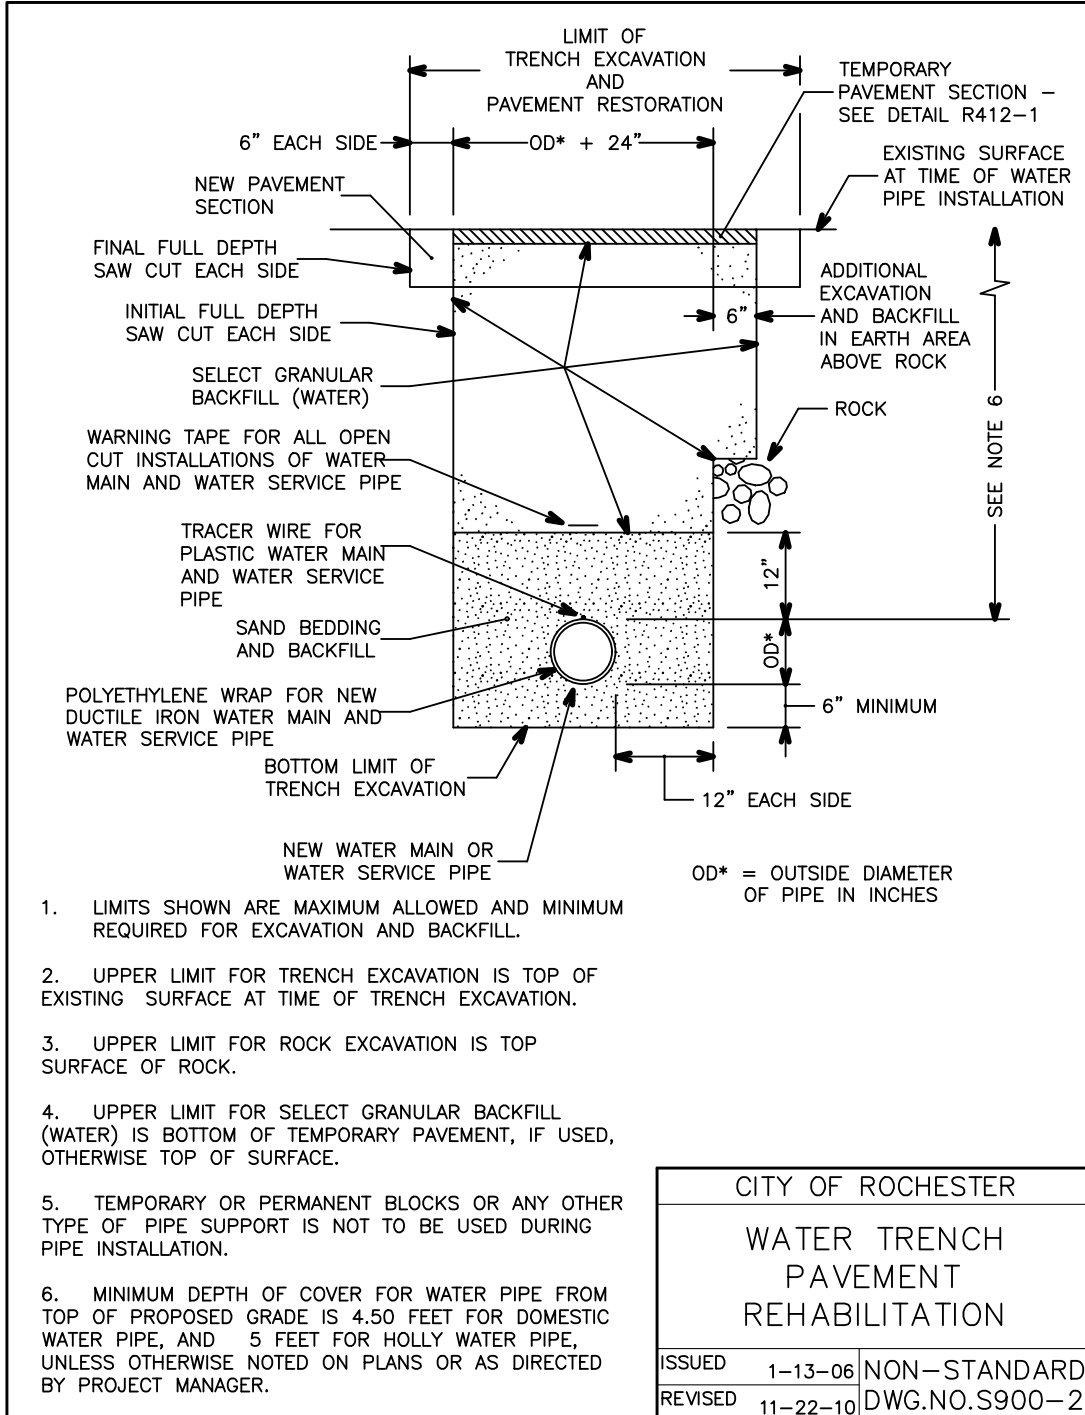 LIMIT OF
TRENCH EXCAVATION
AND
PAVEMENT RESTORATION
TEMPORARY
PAVEMENT SECTION –
SEE DETAIL R412–1
6" EACH SIDE
OD* + 24"
EXISTING SURFACE
AT TIME OF WATER
PIPE INSTALLATION
NEW PAVEMENT
SECTION
FINAL FULL DEPTH
SAW CUT EACH SIDE
INITIAL FULL DEPTH
SAW CUT EACH SIDE
6"
ADDITIONAL
EXCAVATION
AND BACKFILL
IN EARTH AREA
ABOVE ROCK
SELECT GRANULAR
BACKFILL (WATER)
ROCK
SEE NOTE 6
WARNING TAPE FOR ALL OPEN
CUT INSTALLATIONS OF WATER
MAIN AND WATER SERVICE PIPE
TRACER WIRE FOR
PLASTIC WATER MAIN
AND WATER SERVICE
PIPE
12"
SAND BEDDING
AND BACKFILL
OD*
POLYETHYLENE WRAP FOR NEW
DUCTILE IRON WATER MAIN AND
WATER SERVICE PIPE
6" MINIMUM
BOTTOM LIMIT OF
TRENCH EXCAVATION
12" EACH SIDE
NEW WATER MAIN OR
WATER SERVICE PIPE
OD* = OUTSIDE DIAMETER
OF PIPE IN INCHES
1. LIMITS SHOWN ARE MAXIMUM ALLOWED AND MINIMUM
REQUIRED FOR EXCAVATION AND BACKFILL.
2. UPPER LIMIT FOR TRENCH EXCAVATION IS TOP OF
EXISTING SURFACE AT TIME OF TRENCH EXCAVATION.
3. UPPER LIMIT FOR ROCK EXCAVATION IS TOP
SURFACE OF ROCK.
4. UPPER LIMIT FOR SELECT GRANULAR BACKFILL
(WATER) IS BOTTOM OF TEMPORARY PAVEMENT, IF USED,
OTHERWISE TOP OF SURFACE.
5. TEMPORARY OR PERMANENT BLOCKS OR ANY OTHER
TYPE OF PIPE SUPPORT IS NOT TO BE USED DURING
PIPE INSTALLATION.
6. MINIMUM DEPTH OF COVER FOR WATER PIPE FROM
TOP OF PROPOSED GRADE IS 4.50 FEET FOR DOMESTIC
WATER PIPE, AND 5 FEET FOR HOLLY WATER PIPE,
UNLESS OTHERWISE NOTED ON PLANS OR AS DIRECTED
BY PROJECT MANAGER.
CITY OF ROCHESTER
WATER TRENCH
PAVEMENT
REHABILITATION
ISSUED 1–13–06
REVISED 11–22–10
NON–STANDARD
DWG.NO.S900–2